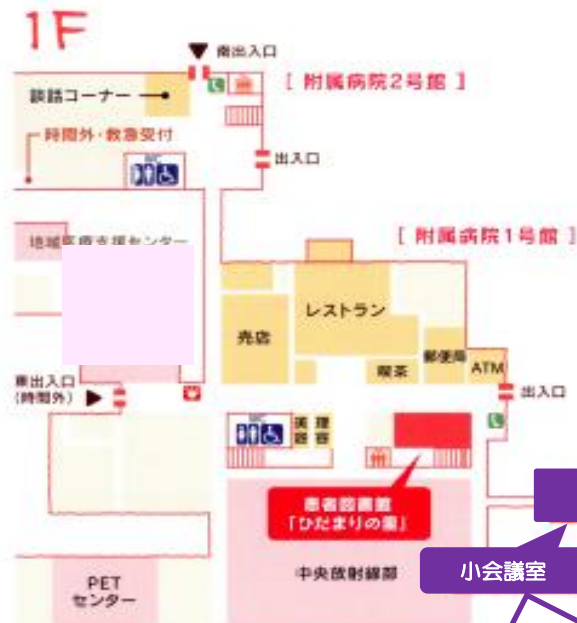 1F
南出入口
[ 附属病院2号館 ]
談話コーナー
時間外・救急受付
WC
出入口
地域医療支援センター
[ 附属病院1号館 ]
レストラン
売店
郵便局
喫茶
ATM
東出入口
(時間外)
出入口
WC
美容
理容
患者図書館
「ひだまりの里」
中央放射線部
小会議室
PET
センター